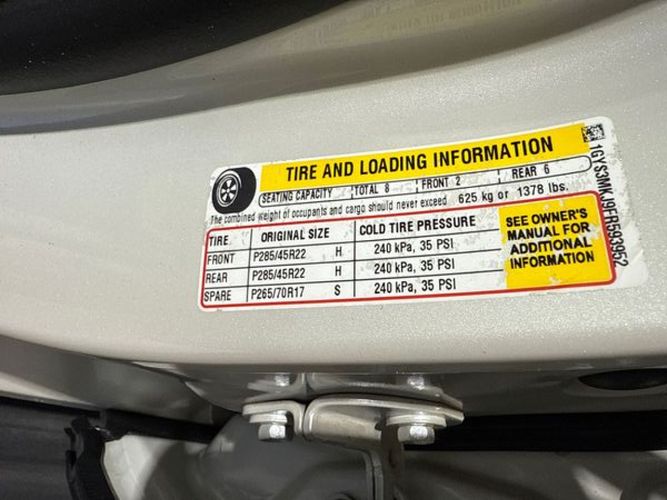 TIRE AND LOADING INFORMATION
SEATING CAPACITY TOTAL 8 FRONT 2 REAR 6
The combined weight of occupants and cargo should never exceed 625 kg or 1378 lbs.
TIRE ORIGINAL SIZE COLD TIRE PRESSURE
FRONT P285/45R22 H 240 kPa, 35 PSI
REAR P285/45R22 H 240 kPa, 35 PSI
SPARE P265/70R17 S 240 kPa, 35 PSI
SEE OWNER'S
MANUAL FOR
ADDITIONAL
INFORMATION